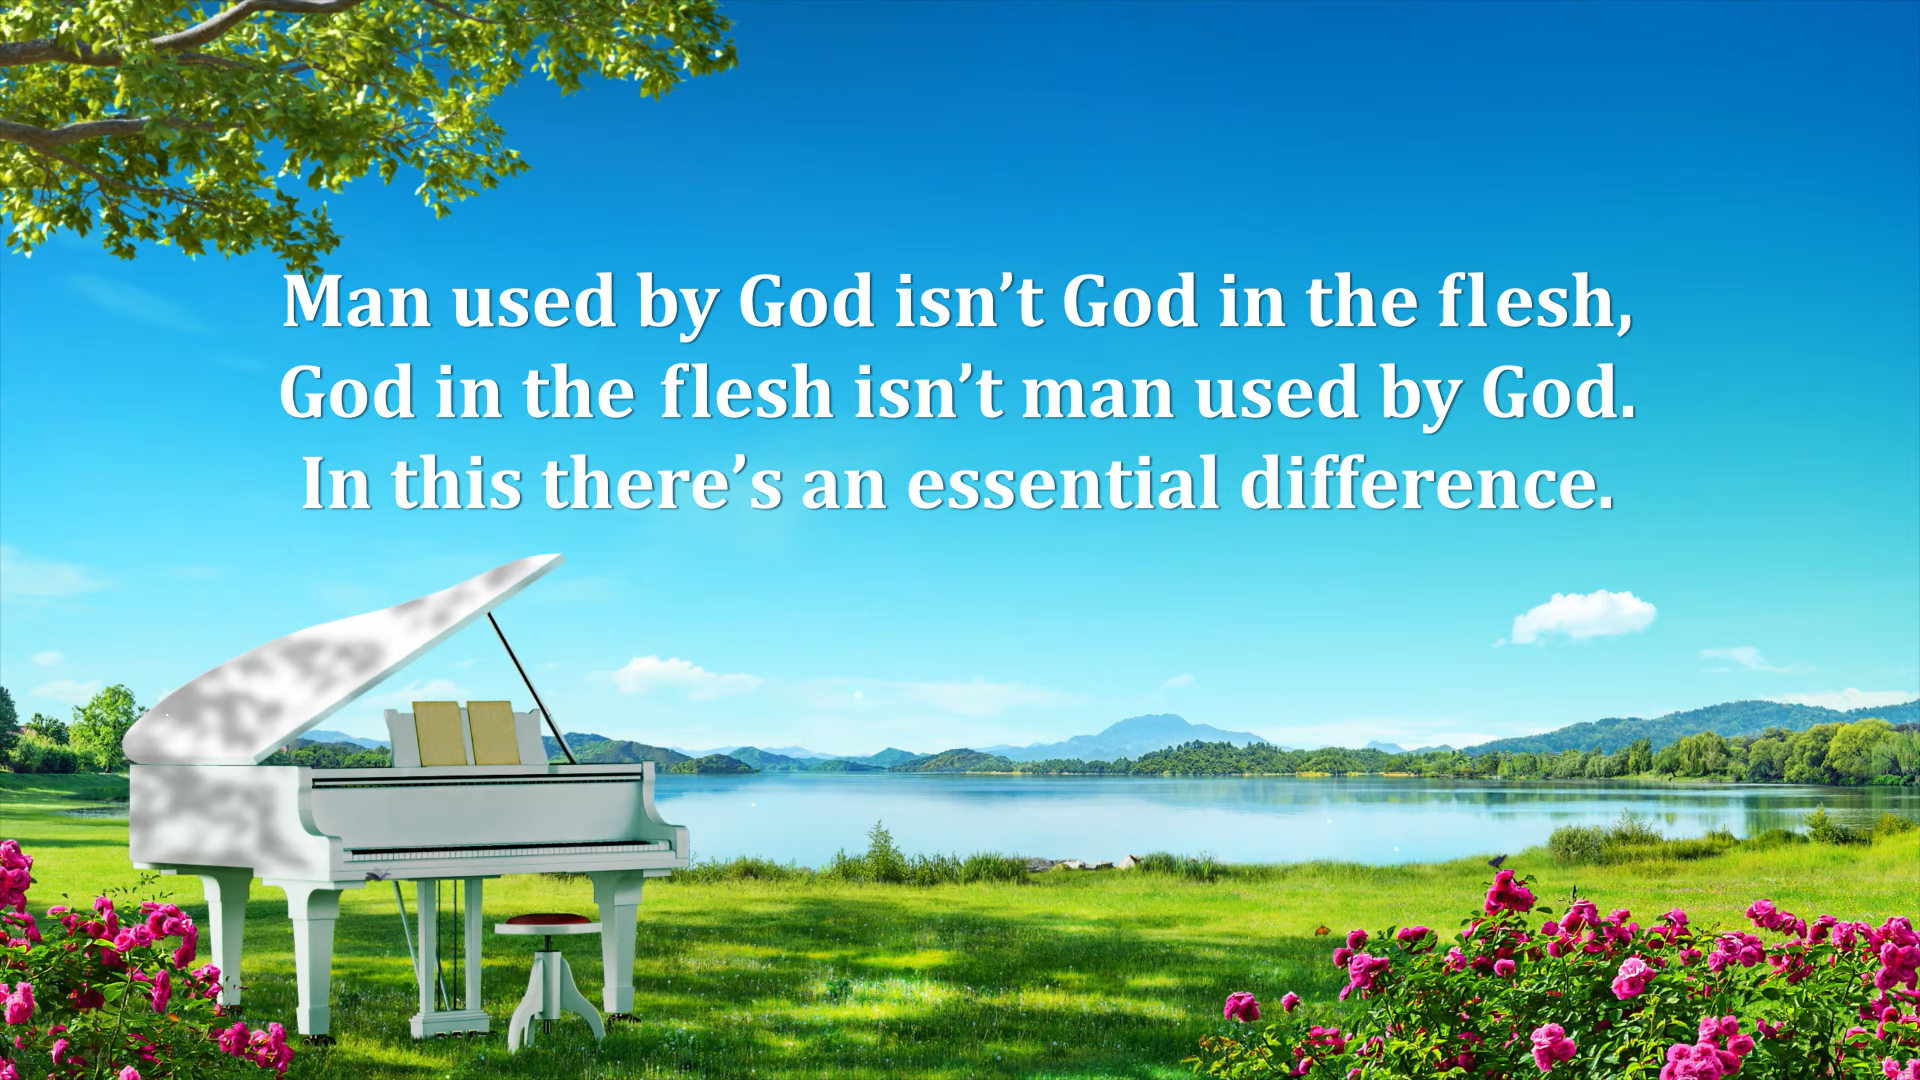 Man used by God isn’t God in the flesh,
God in the flesh isn’t man used by God.
In this there’s an essential difference.